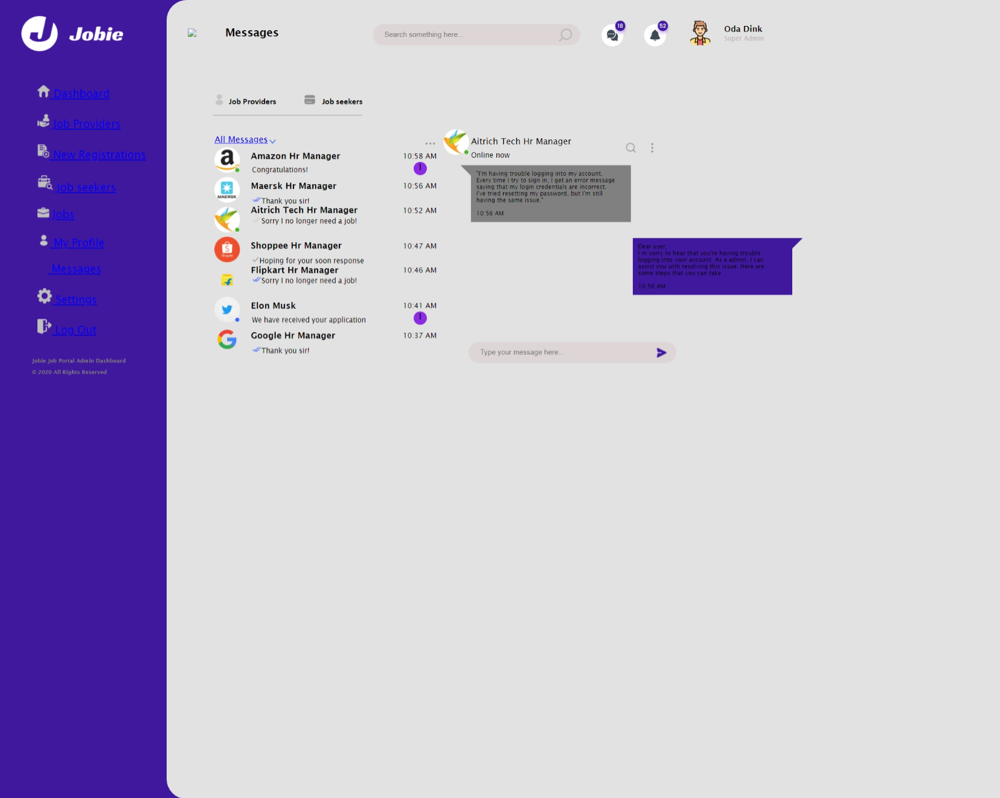 Jobie
Messages
Search something here...
18
52
Oda Dink
Super Admin
Dashboard
Job Providers
New Registrations
Job seekers
Jobs
My Profile
Messages
Settings
Log Out
Jobie Job Portal Admin Dashboard
© 2020 All Rights Reserved
Job Providers
Job seekers
All Messages
Amazon Hr Manager
10:58 AM
Congratulations!
1
MAERSK
Maersk Hr Manager
10:56 AM
Thank you sir!
Aitrich Tech Hr Manager
10:52 AM
Sorry I no longer need a job!
Shopee
Shoppee Hr Manager
10:47 AM
Hoping for your soon response
Flipkart Hr Manager
10:46 AM
Sorry I no longer need a job!
Elon Musk
10:41 AM
We have received your application
1
Google Hr Manager
10:37 AM
Thank you sir!
Aitrich Tech Hr Manager
Online now
"I'm having trouble logging into my account.
Every time I try to sign in, I get an error message
saying that my login credentials are incorrect.
I've tried resetting my password, but I'm still
having the same issue."
10:56 AM
Dear user,
I m sorry to hear that you're having trouble
logging into your account. As a admin, I can
assist you with resolving this issue. Here are
some steps that you can take
10:56 AM
Type your message here...